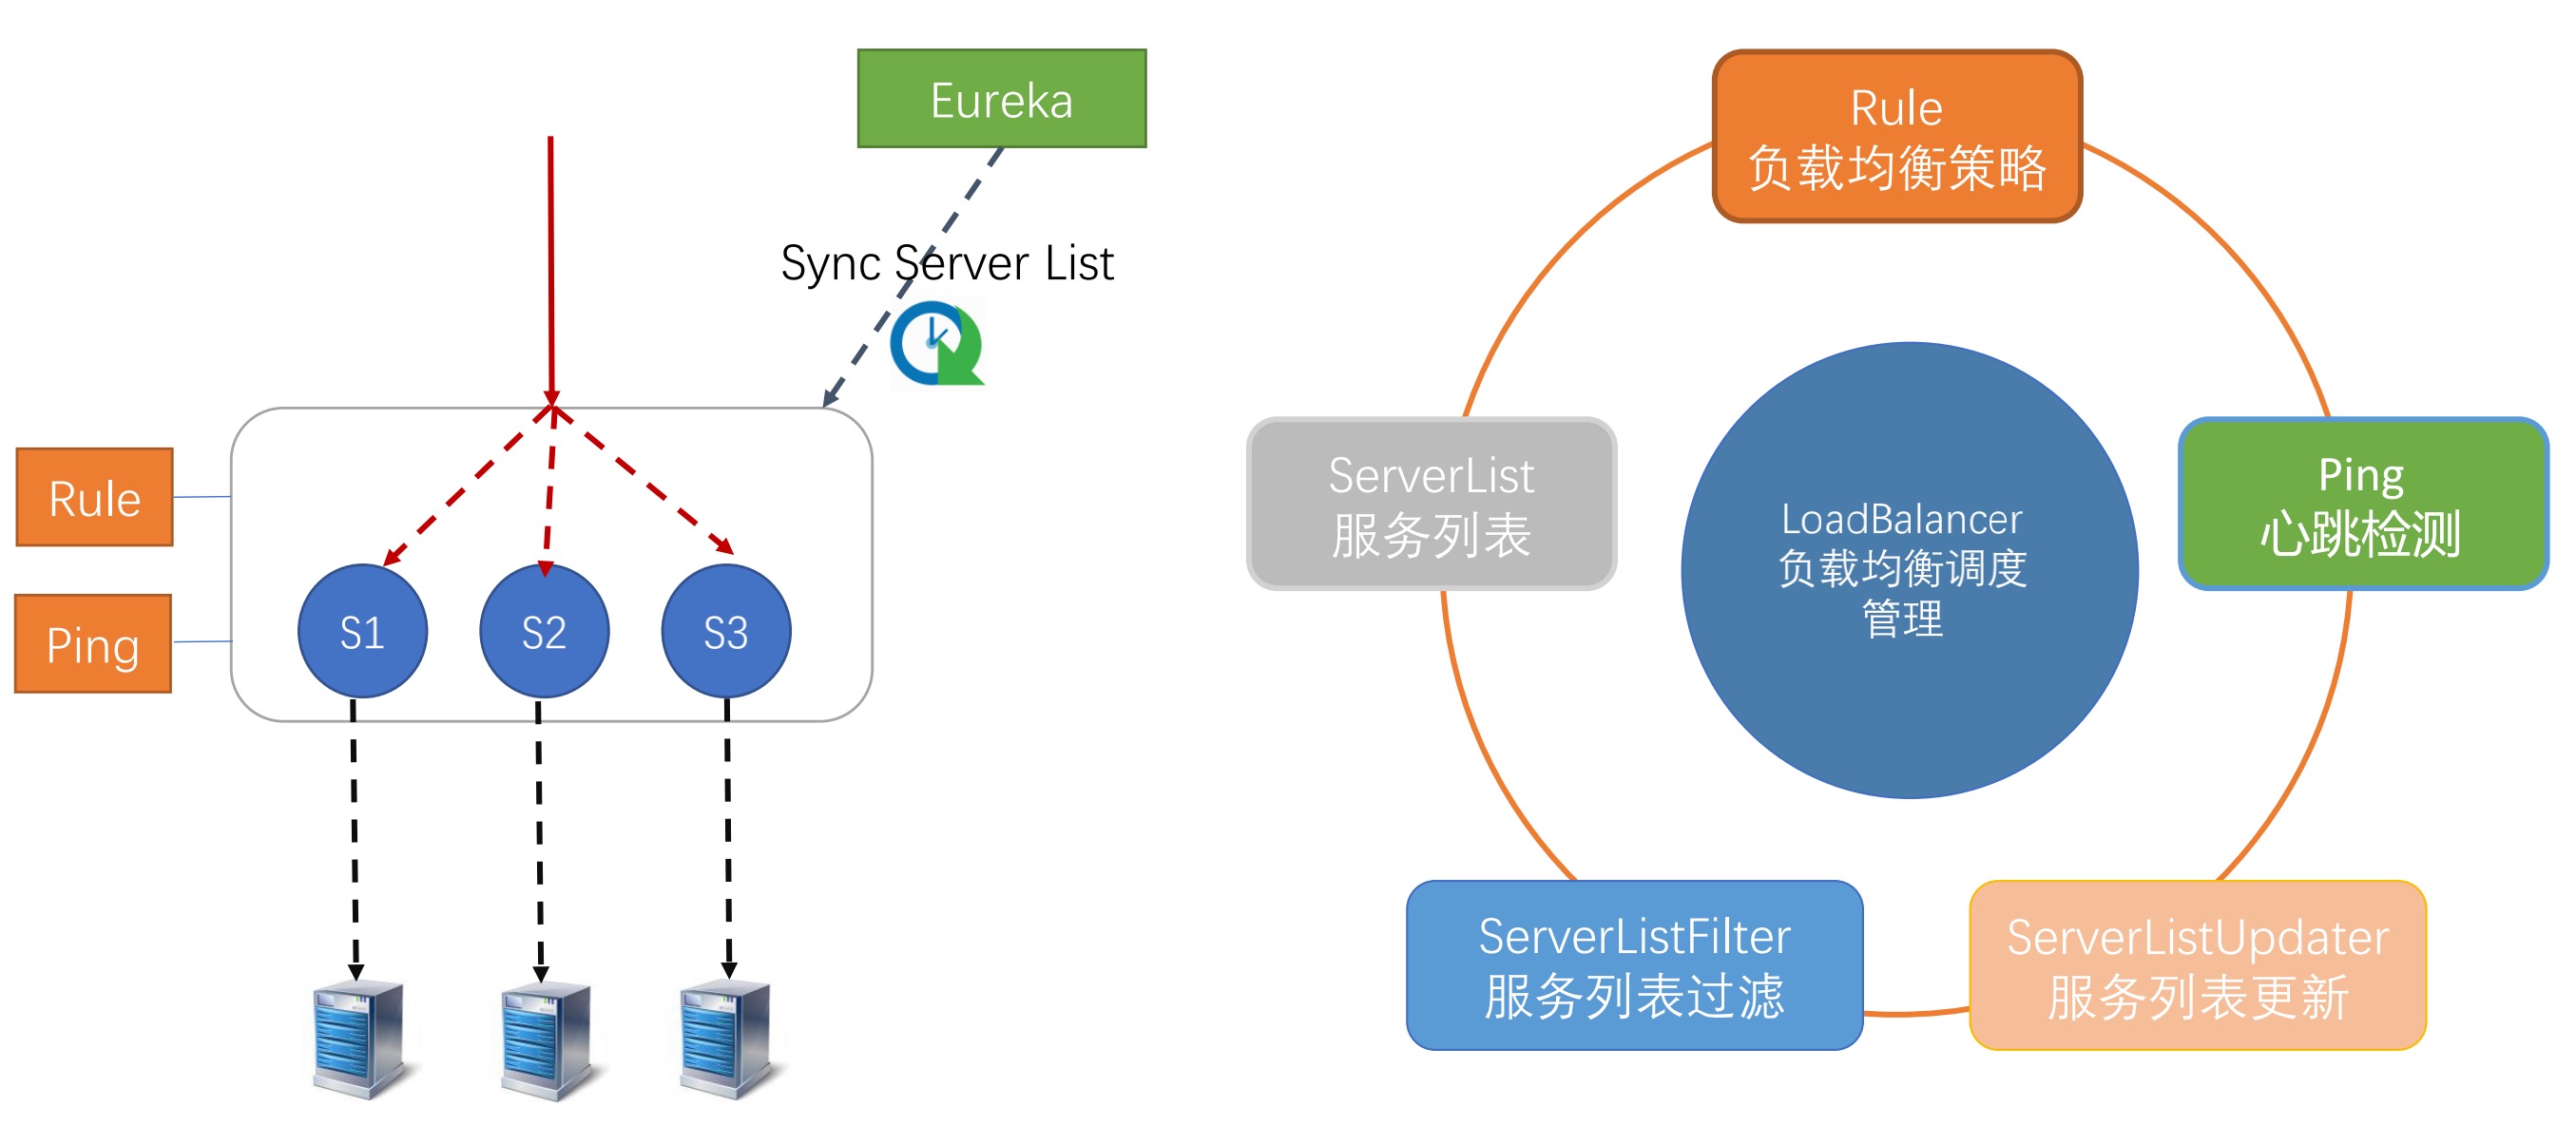 Eureka
Sync Server List
Rule
Ping
S1
S2
S3
Rule
负载均衡策略
ServerList
服务列表
LoadBalancer
负载均衡调度
管理
Ping
心跳检测
ServerListFilter
服务列表过滤
ServerListUpdater
服务列表更新